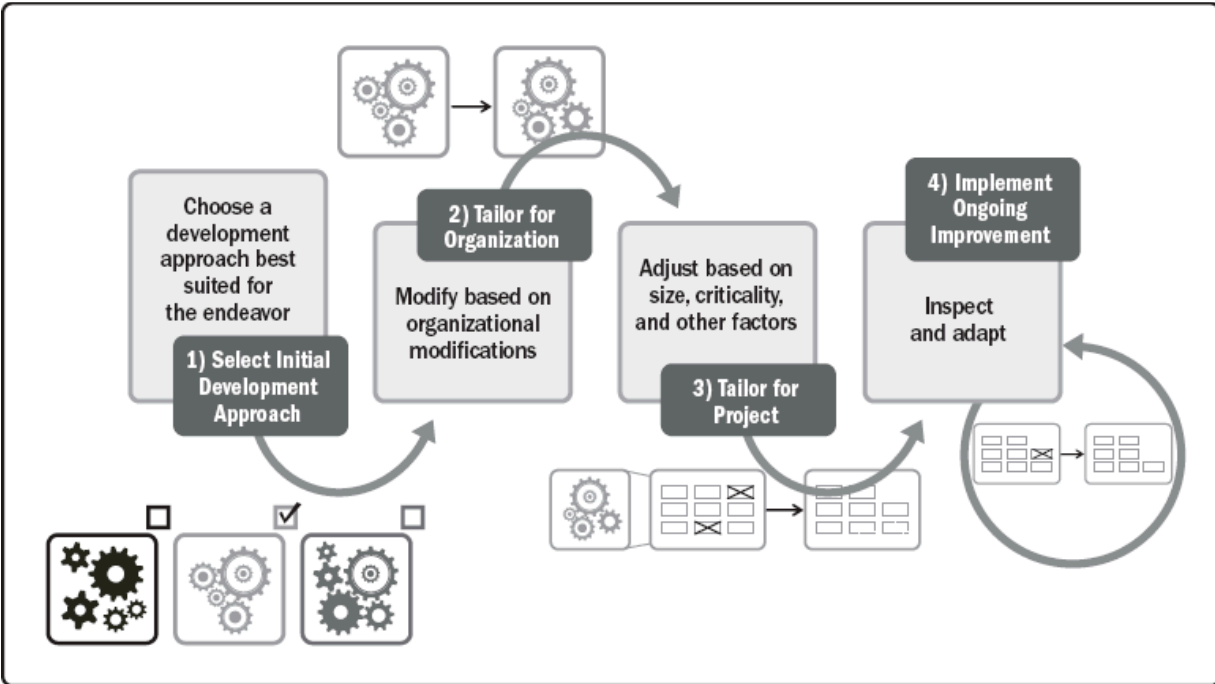 Choose a
development
approach best
suited for
the endeavor
1) Select Initial
Development
Approach
2) Tailor for
Organization
Modify based on
organizational
modifications
Adjust based on
size, criticality,
and other factors
3) Tailor for
Project
4) Implement
Ongoing
Improvement
Inspect
and adapt